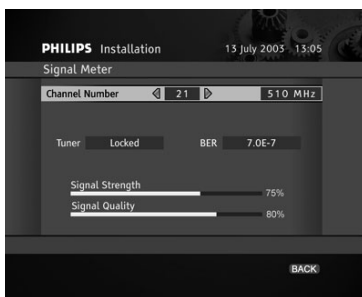 PHILIPS Installation 13 July 2003 13:05
Signal Meter
Channel Number 21 510 MHz
Tuner Locked BER 7.0E-7
Signal Strength 75%
Signal Quality 80%
BACK